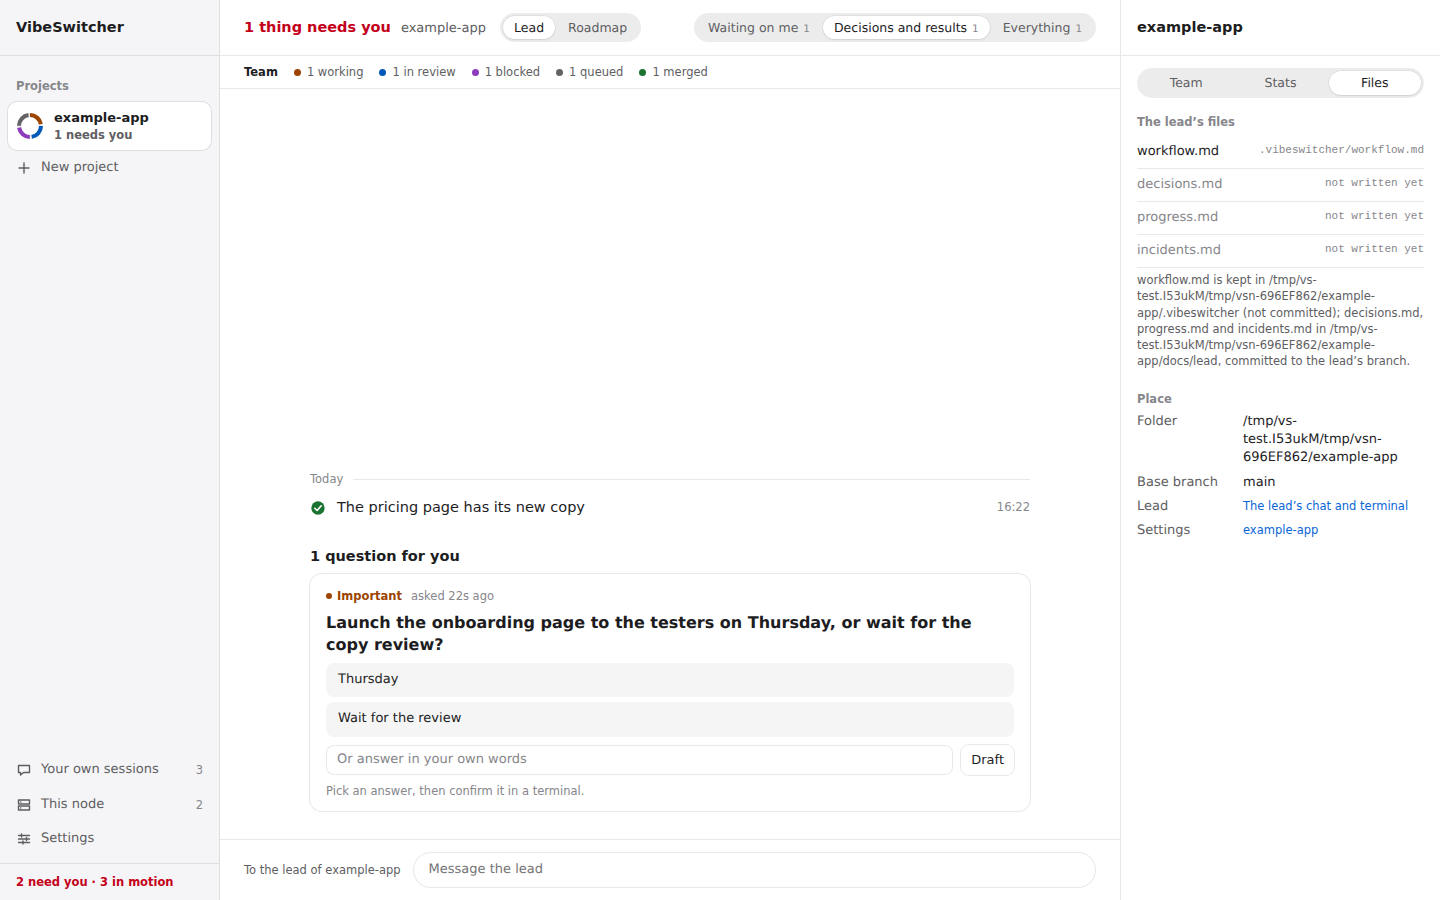 VibeSwitcher
Projects
example-app
1 needs you
New project
Your own sessions 3
This node 2
Settings
2 need you · 3 in motion
1 thing needs you example-app Lead Roadmap Waiting on me 1 Decisions and results 1 Everything 1
Team 1 working 1 in review 1 blocked 1 queued 1 merged
Today
The pricing page has its new copy 16:22
1 question for you
Important asked 22s ago
Launch the onboarding page to the testers on Thursday, or wait for the
copy review?
Thursday
Wait for the review
Or answer in your own words Draft
Pick an answer, then confirm it in a terminal.
To the lead of example-app Message the lead
example-app
Team Stats Files
The lead’s files
workflow.md .vibeswitcher/workflow.md
decisions.md not written yet
progress.md not written yet
incidents.md not written yet
workflow.md is kept in /tmp/vs-
test.I53ukM/tmp/vsn-696EF862/example-
app/.vibeswitcher (not committed); decisions.md,
progress.md and incidents.md in /tmp/vs-
test.I53ukM/tmp/vsn-696EF862/example-
app/docs/lead, committed to the lead’s branch.
Place
Folder /tmp/vs-
test.I53ukM/tmp/vsn-
696EF862/example-app
Base branch main
Lead The lead’s chat and terminal
Settings example-app